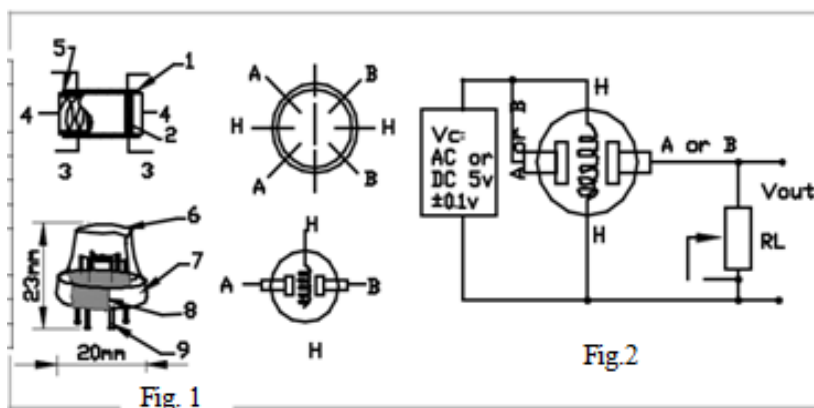 5
1
4
4
2
3
3
A
B
H
H
A
B
6
7
8
9
23mm
20mm
H
A
B
H
Fig. 1
H
Vc:
AC or
DC 5v
±0.1v
A or B
A or B
H
Vout
RL
Fig.2